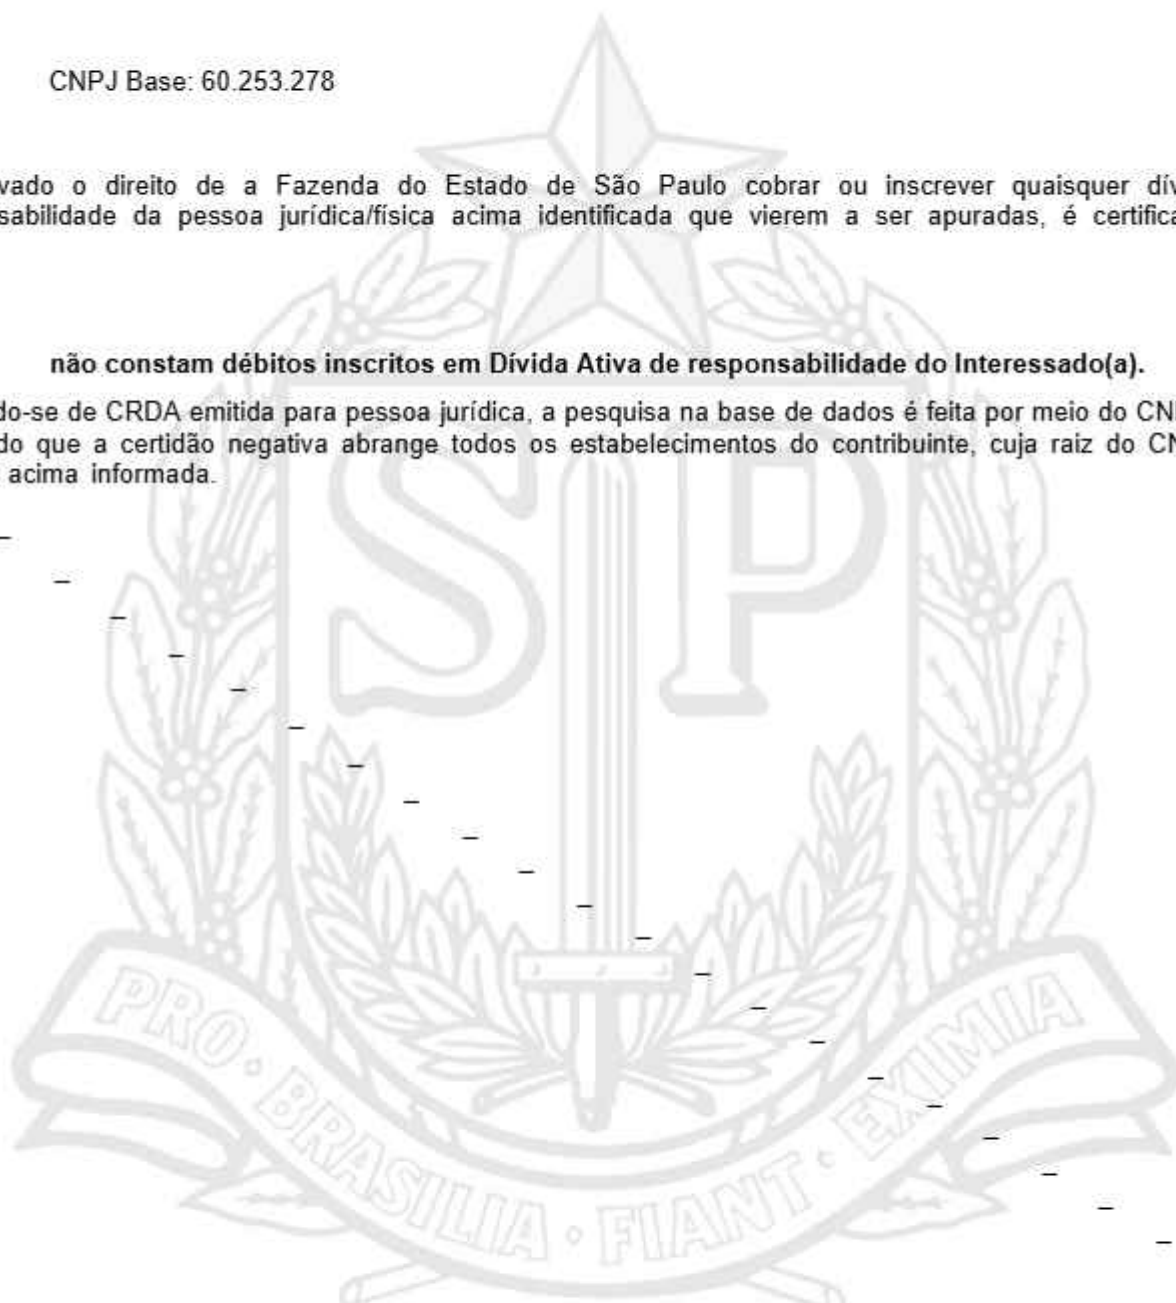 CNPJ Base: 60.253.278
vado o direito de a Fazenda do Estado de São Paulo cobrar ou inscrever quaisquer dív
sabilidade da pessoa jurídica/física acima identificada que vierem a ser apuradas, é certifica
não constam débitos inscritos em Dívida Ativa de responsabilidade do Interessado(a).
do-se de CRDA emitida para pessoa jurídica, a pesquisa na base de dados é feita por meio do CN
do que a certidão negativa abrange todos os estabelecimentos do contribuinte, cuja raiz do CN
acima informada.
SP
PRO • BRASILIA • FIANT • EXIMIA